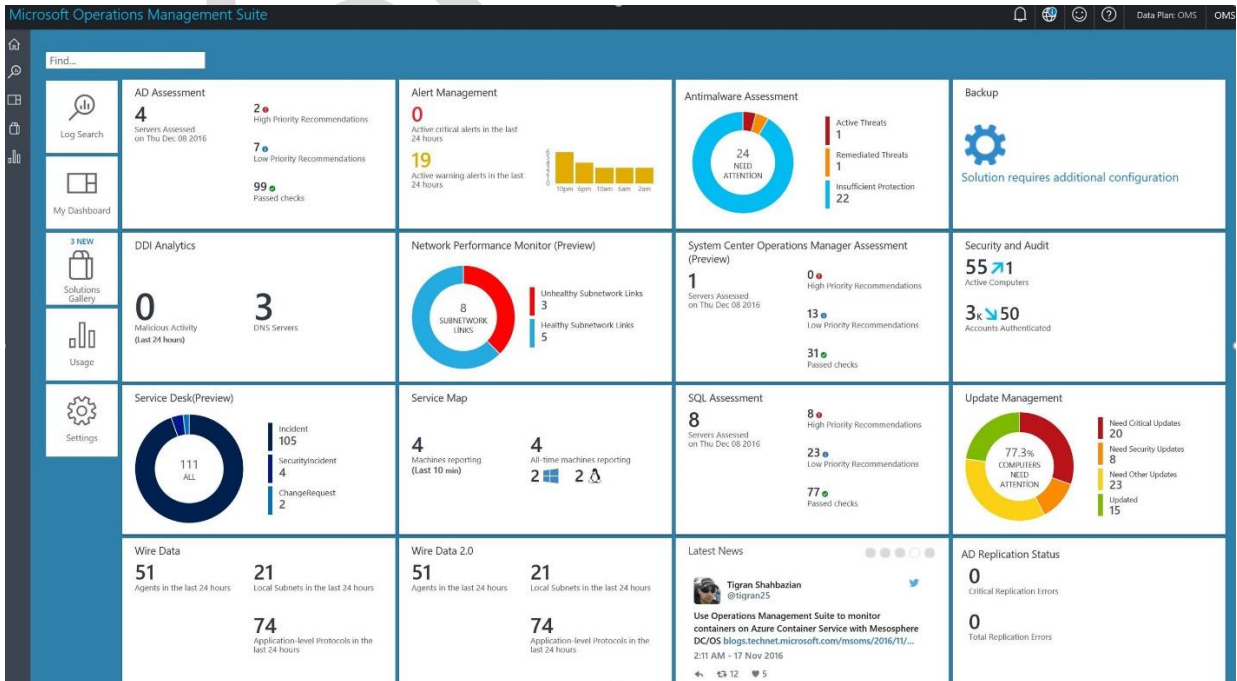 Microsoft Operations Management Suite
Data Plan: OMS
OMS
Find...
Log Search
My Dashboard
3 NEW
Solutions
Gallery
Usage
Settings
AD Assessment
4
Servers Assessed
on Thu Dec 08 2016
2
High Priority Recommendations
7
Low Priority Recommendations
99
Passed checks
Alert Management
0
Active critical alerts in the last
24 hours
19
Active warning alerts in the last
24 hours
10pm 6pm 10am 6am 2am
Antimalware Assessment
24
NEED
ATTENTION
Active Threats
1
Remediated Threats
1
Insufficient Protection
22
Backup
Solution requires additional configuration
DDI Analytics
0
Malicious Activity
(Last 24 hours)
3
DNS Servers
Network Performance Monitor (Preview)
8
SUBNETWORK
LINKS
Unhealthy Subnetwork Links
3
Healthy Subnetwork Links
5
System Center Operations Manager Assessment
(Preview)
1
Servers Assessed
on Thu Dec 08 2016
0
High Priority Recommendations
13
Low Priority Recommendations
31
Passed checks
Security and Audit
55 1
Active Computers
3K 50
Accounts Authenticated
Service Desk(Preview)
111
ALL
Incident
105
SecurityIncident
4
ChangeRequest
2
Service Map
4
Machines reporting
(Last 10 min)
4
All-time machines reporting
2 2
SQL Assessment
8
Servers Assessed
on Thu Dec 08 2016
8
High Priority Recommendations
23
Low Priority Recommendations
77
Passed checks
Update Management
77.3%
COMPUTERS
NEED
ATTENTION
Need Critical Updates
20
Need Security Updates
8
Need Other Updates
23
Updated
15
Wire Data
51
Agents in the last 24 hours
21
Local Subnets in the last 24 hours
74
Application-level Protocols in the
last 24 hours
Wire Data 2.0
51
Agents in the last 24 hours
21
Local Subnets in the last 24 hours
74
Application-level Protocols in the
last 24 hours
Latest News
Tigran Shahbazian
@tigran25
Use Operations Management Suite to monitor
containers on Azure Container Service with Mesosphere
DC/OS blogs.technet.microsoft.com/msoms/2016/11/...
2:11 AM - 17 Nov 2016
12 5
AD Replication Status
0
Critical Replication Errors
0
Total Replication Errors